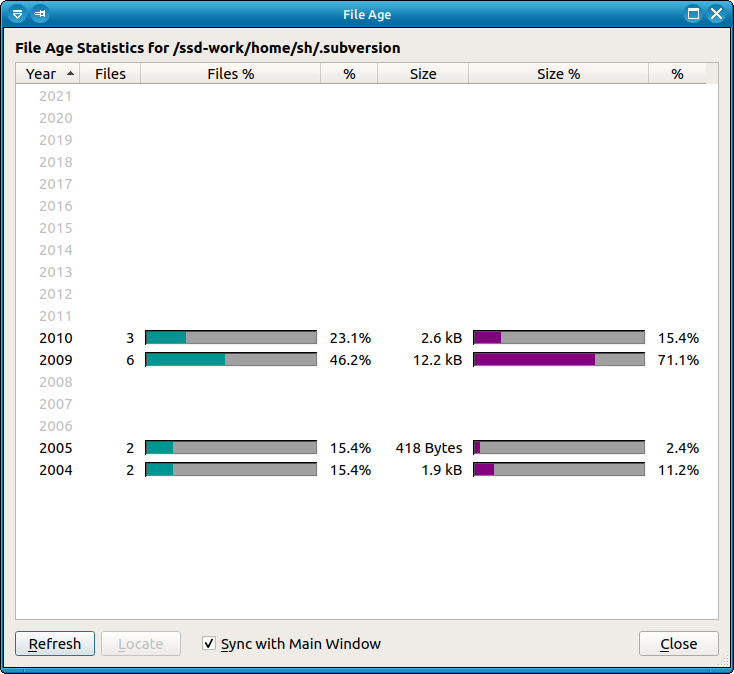 File Age
File Age Statistics for /ssd-work/home/sh/.subversion
Year Files Files % % Size Size % %
2021
2020
2019
2018
2017
2016
2015
2014
2013
2012
2011
2010 3 23.1% 2.6 kB 15.4%
2009 6 46.2% 12.2 kB 71.1%
2008
2007
2006
2005 2 15.4% 418 Bytes 2.4%
2004 2 15.4% 1.9 kB 11.2%
Refresh Locate Sync with Main Window Close